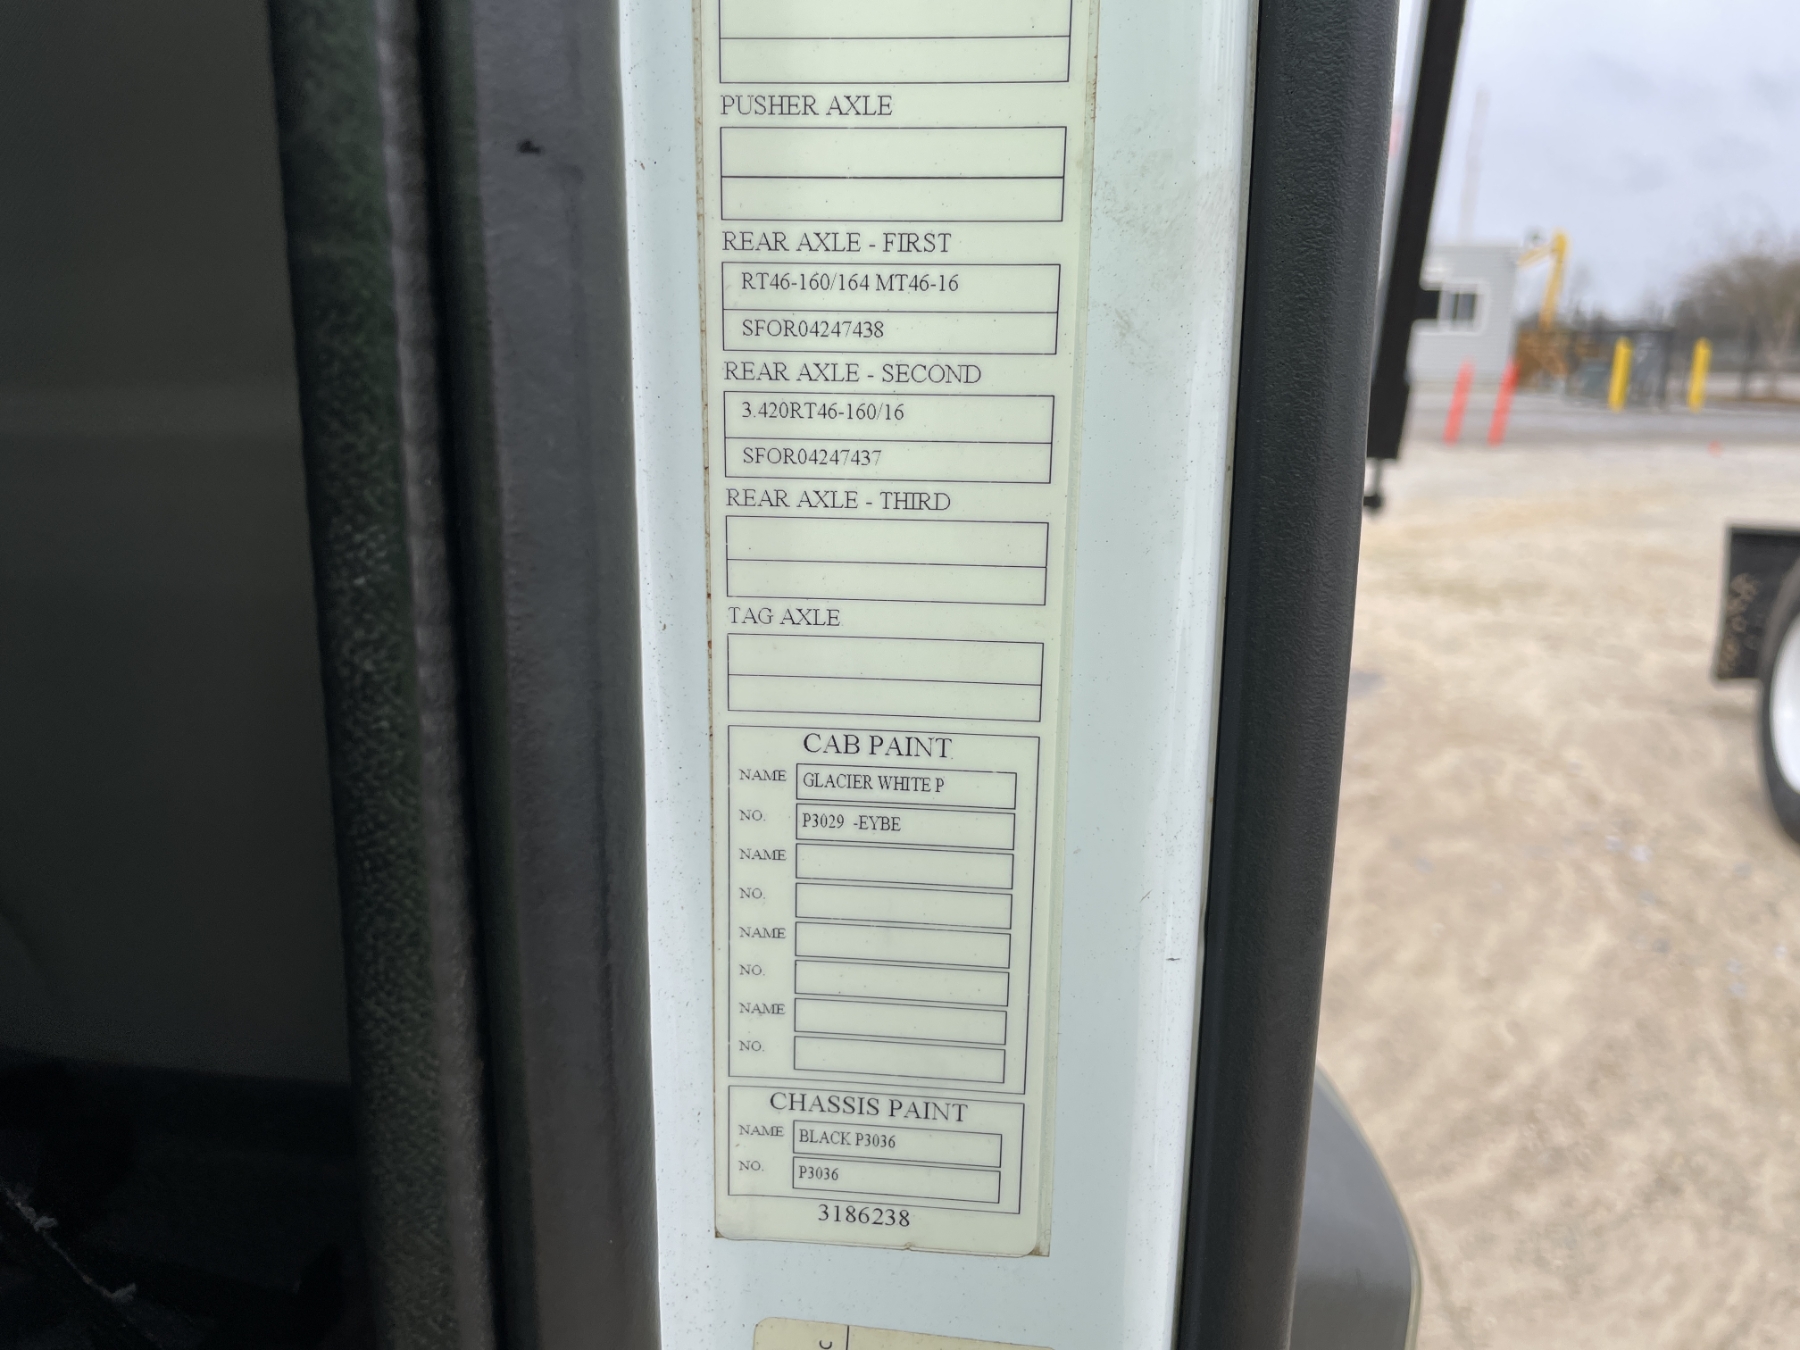 PUSHER AXLE
REAR AXLE - FIRST
RT46-160/164 MT46-16
SFOR04247438
REAR AXLE - SECOND
3.420RT46-160/16
SFOR04247437
REAR AXLE - THIRD
TAG AXLE
CAB PAINT
NAME GLACIER WHITE P
NO. P3029 -EYBE
NAME
NO.
NAME
NO.
NAME
NO.
CHASSIS PAINT
NAME BLACK P3036
NO. P3036
3186238